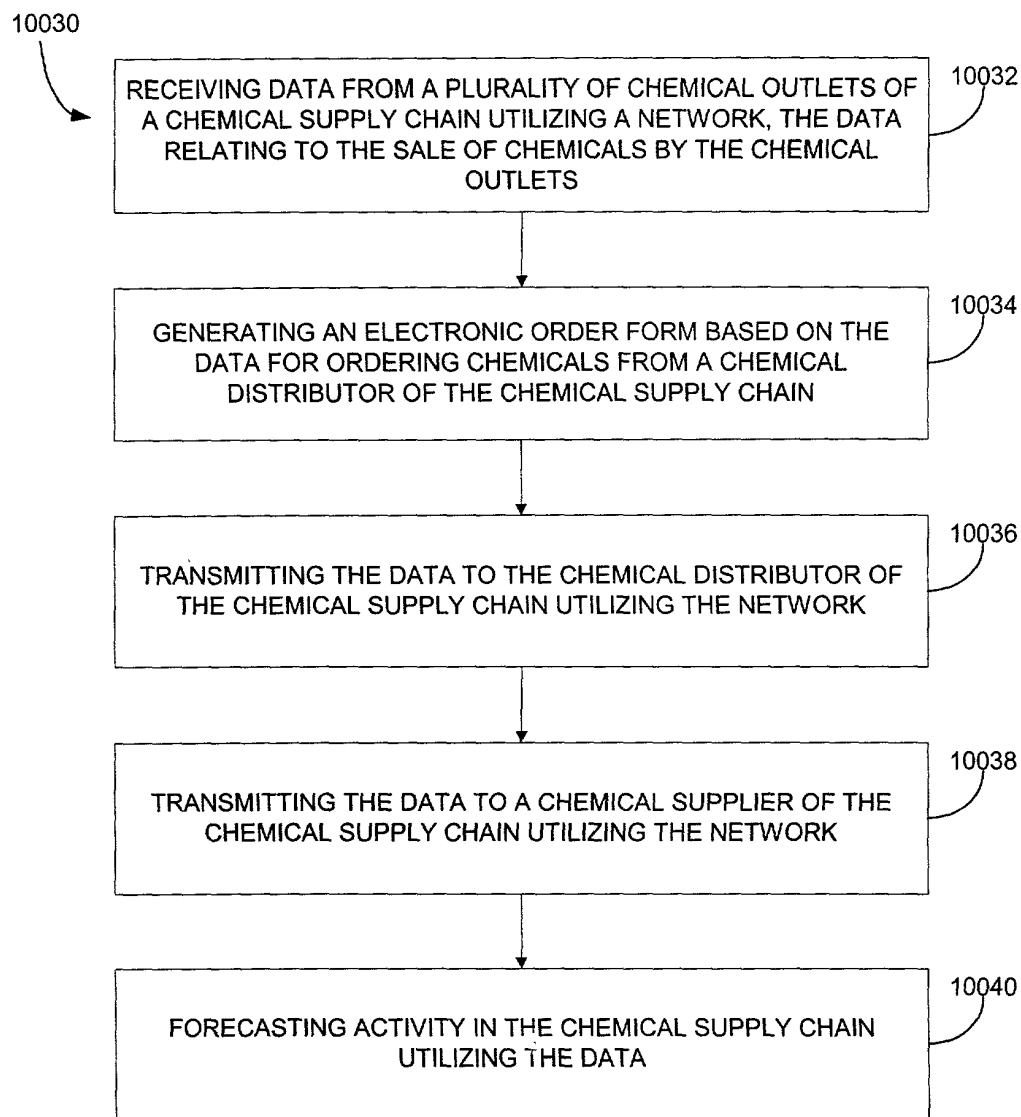 10030
RECEIVING DATA FROM A PLURALITY OF CHEMICAL OUTLETS OF
A CHEMICAL SUPPLY CHAIN UTILIZING A NETWORK, THE DATA
RELATING TO THE SALE OF CHEMICALS BY THE CHEMICAL
OUTLETS
10032
GENERATING AN ELECTRONIC ORDER FORM BASED ON THE
DATA FOR ORDERING CHEMICALS FROM A CHEMICAL
DISTRIBUTOR OF THE CHEMICAL SUPPLY CHAIN
10034
TRANSMITTING THE DATA TO THE CHEMICAL DISTRIBUTOR OF
THE CHEMICAL SUPPLY CHAIN UTILIZING THE NETWORK
10036
TRANSMITTING THE DATA TO A CHEMICAL SUPPLIER OF THE
CHEMICAL SUPPLY CHAIN UTILIZING THE NETWORK
10038
FORECASTING ACTIVITY IN THE CHEMICAL SUPPLY CHAIN
UTILIZING THE DATA
10040